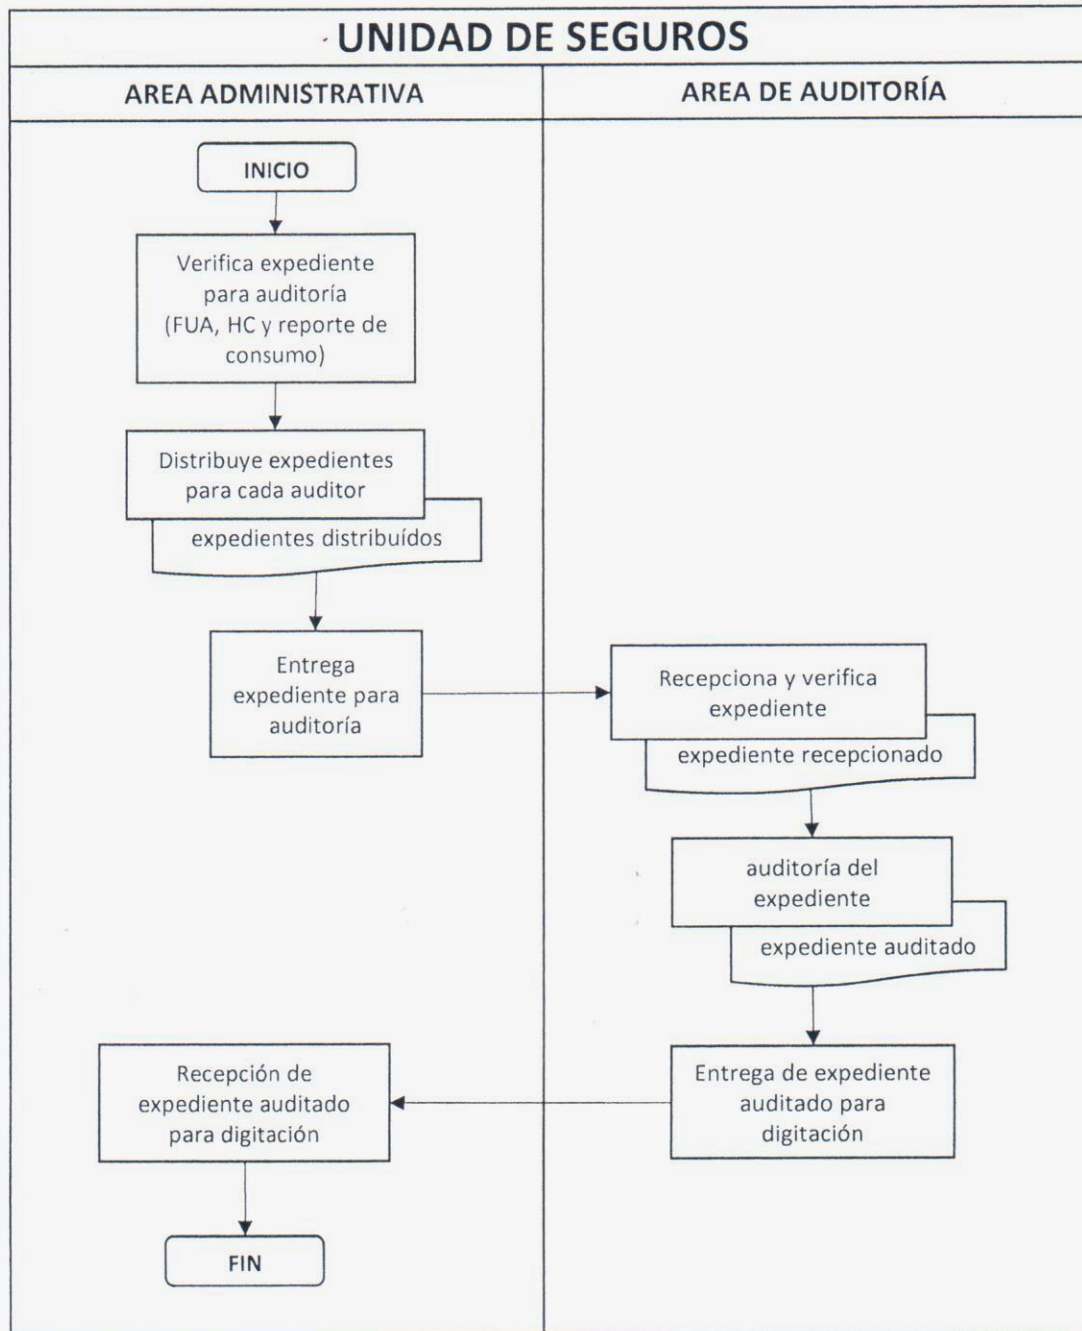 UNIDAD DE SEGUROS
AREA ADMINISTRATIVA
AREA DE AUDITORÍA
INICIO
Verifica expediente
para auditoría
(FUA, HC y reporte de
consumo)
Distribuye expedientes
para cada auditor
expedientes distribuídos
Entrega
expediente para
auditoría
Recepciona y verifica
expediente
expediente recepcionado
auditoría del
expediente
expediente auditado
Entrega de expediente
auditado para
digitación
Recepción de
expediente auditado
para digitación
FIN